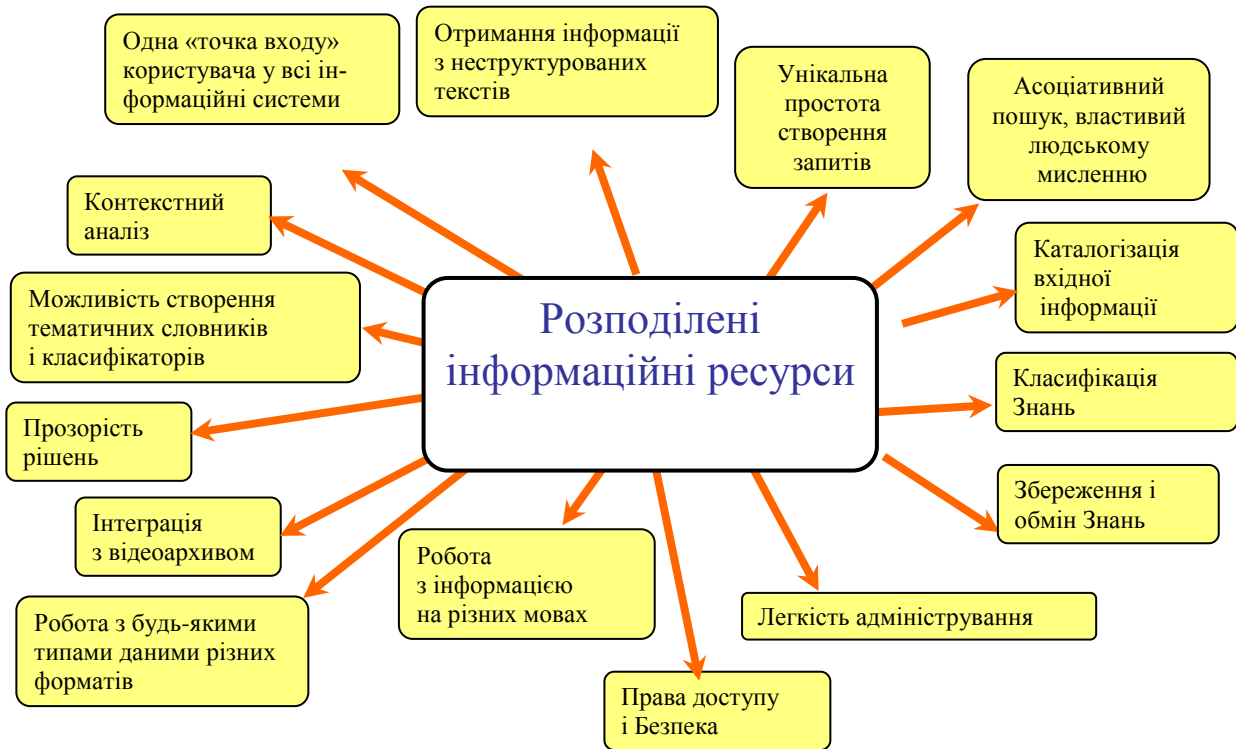 Одна «точка входу»
користувача у всі ін-
формаційні системи
Отримання інформації
з неструктурованих
текстів
Унікальна
простота
створення
запитів
Асоціативний
пошук, властивий
людському
мисленню
Контекстний
аналіз
Каталогізація
вхідної
інформації
Можливість створення
тематичних словників
і класифікаторів
Розподілені
інформаційні ресурси
Класифікація
Знань
Прозорість
рішень
Збереження і
обмін Знань
Інтеграція
з відеоархивом
Робота
з інформацією
на різних мовах
Легкість адміністрування
Робота з будь-якими
типами даними різних
форматів
Права доступу
і Безпека